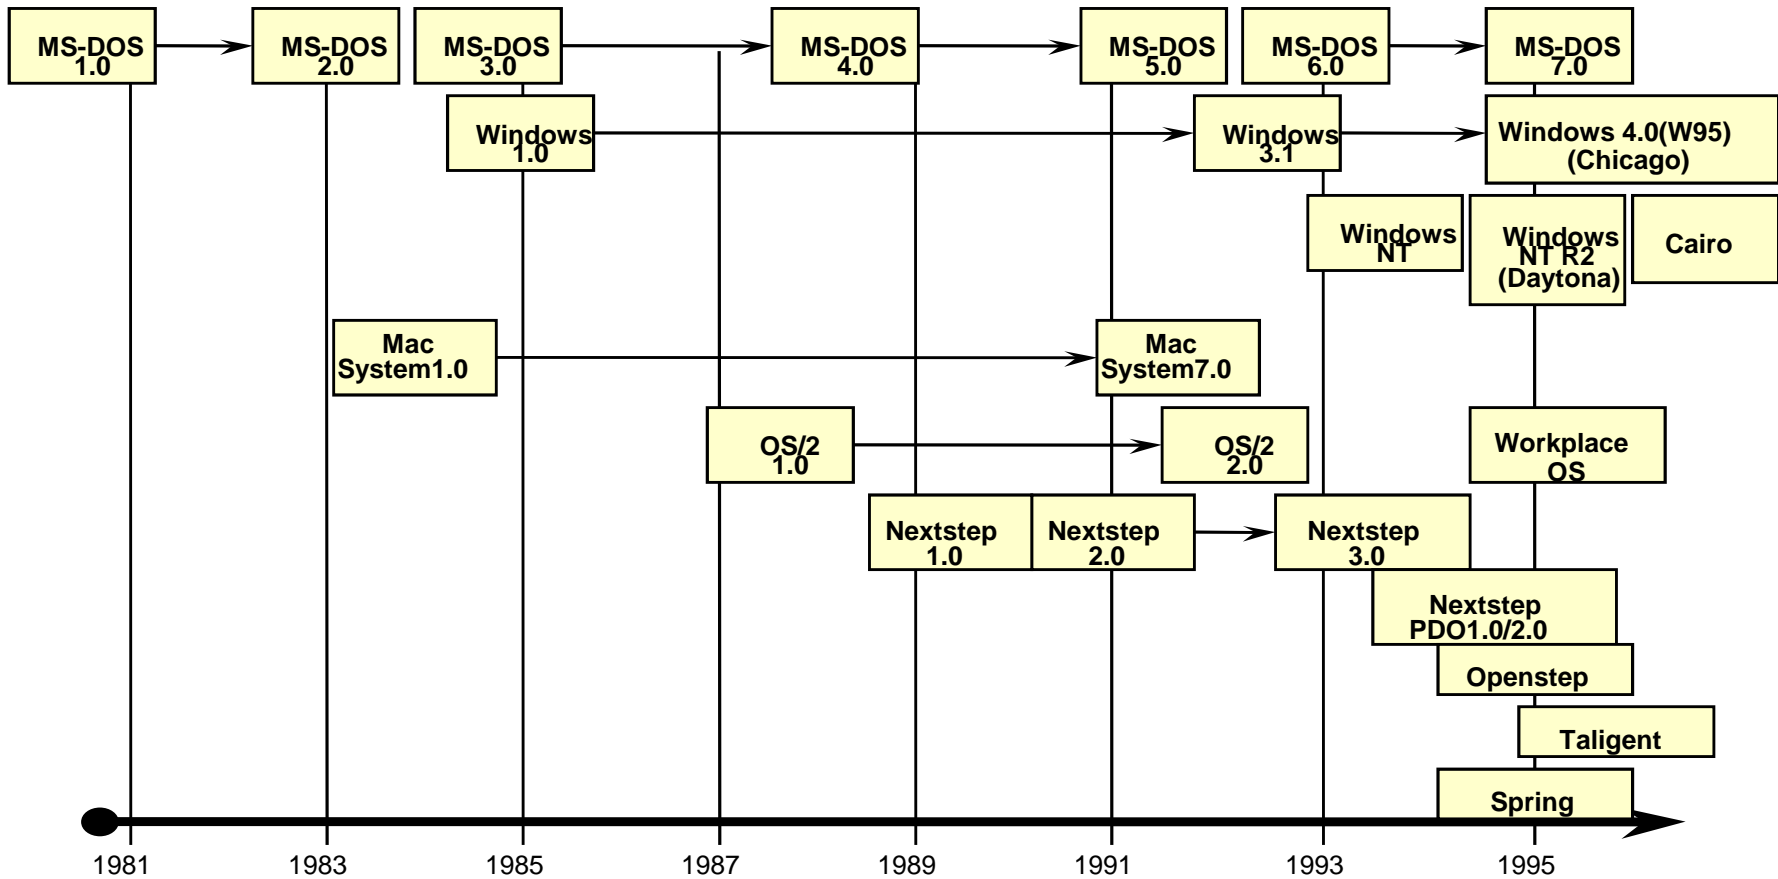 MS-DOS
1.0
MS-DOS
2.0
MS-DOS
3.0
MS-DOS
4.0
MS-DOS
5.0
MS-DOS
6.0
MS-DOS
7.0
Windows
1.0
Windows
3.1
Windows 4.0(W95)
(Chicago)
Windows
NT
Windows
NT R2
(Daytona)
Cairo
Mac
System1.0
Mac
System7.0
OS/2
1.0
OS/2
2.0
Workplace
OS
Nextstep
1.0
Nextstep
2.0
Nextstep
3.0
Nextstep
PDO1.0/2.0
Openstep
Taligent
Spring
1981
1983
1985
1987
1989
1991
1993
1995